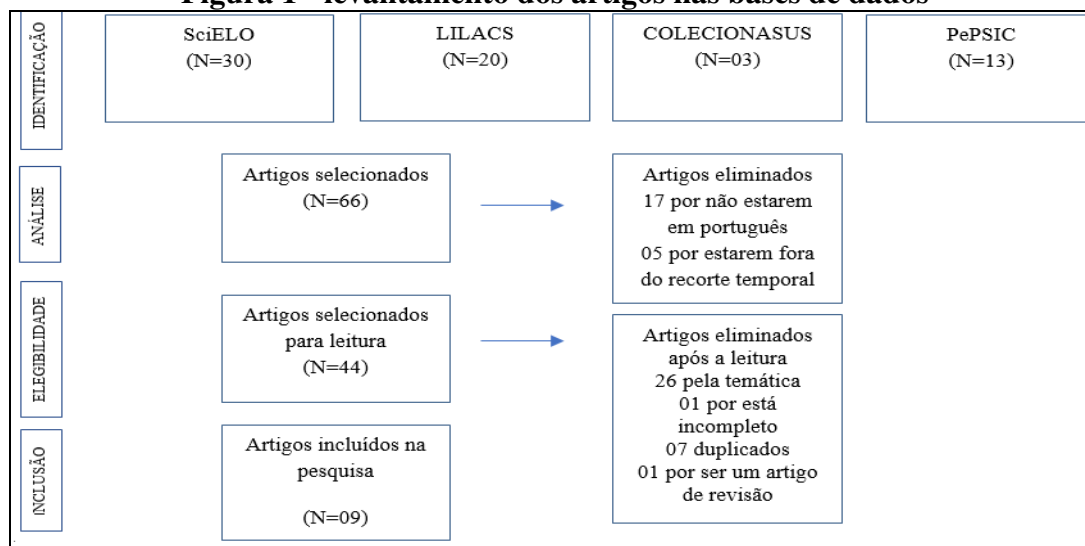 Figura 1 - levantamento dos artigos nas bases de dados
IDENTIFICAÇÃO
SciELO
(N=30)
LILACS
(N=20)
COLECIONASUS
(N=03)
PePSIC
(N=13)
ANÁLISE
Artigos selecionados
(N=66)
Artigos eliminados
17 por não estarem
em português
05 por estarem fora
do recorte temporal
ELEGIBILIDADE
Artigos selecionados
para leitura
(N=44)
Artigos eliminados
após a leitura
26 pela temática
01 por está
incompleto
07 duplicados
01 por ser um artigo
de revisão
INCLUSÃO
Artigos incluídos na
pesquisa
(N=09)